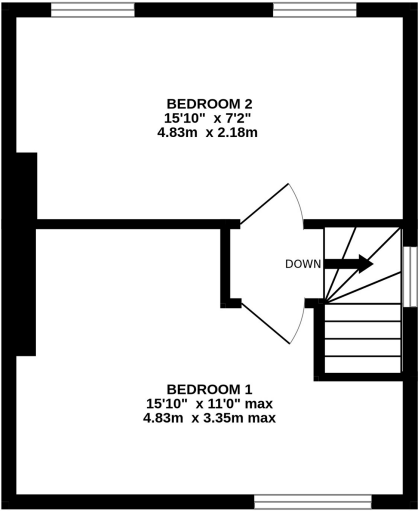 BEDROOM 2
15'10" x 7'2"
4.83m x 2.18m
DOWN
BEDROOM 1
15'10" x 11'0" max
4.83m x 3.35m max